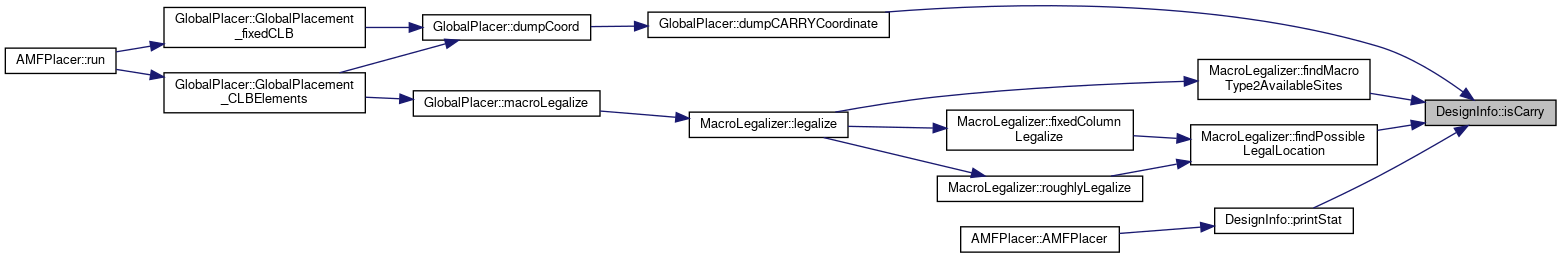 AMFPlacer::run
GlobalPlacer::GlobalPlacement
_fixedCLB
GlobalPlacer::GlobalPlacement
_CLBElements
GlobalPlacer::dumpCoord
GlobalPlacer::macroLegalize
GlobalPlacer::dumpCARRYCoordinate
MacroLegalizer::legalize
MacroLegalizer::fixedColumn
Legalize
MacroLegalizer::roughlyLegalize
AMFPlacer::AMFPlacer
MacroLegalizer::findMacro
Type2AvailableSites
MacroLegalizer::findPossible
LegalLocation
DesignInfo::printStat
DesignInfo::isCarry